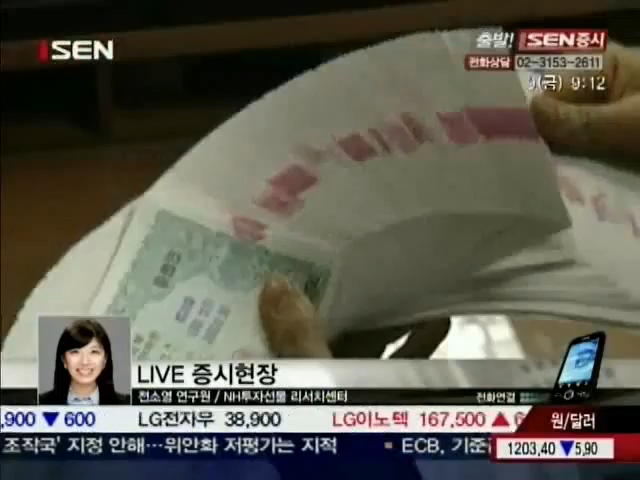 SEN
출발! SEN증시
전화상담 02-3153-2611
9(금) 9:12
LIVE 증시현장
전소영 연구원 / NH투자선물 리서치센터
전화연결
,900 ▼ 600 LG전자우 38,900 LG이노텍 167,500 ▲
원/달러
조작국' 지정 안해…위안화 저평가는 지적 ECB, 기준
1203,40 ▼5,90